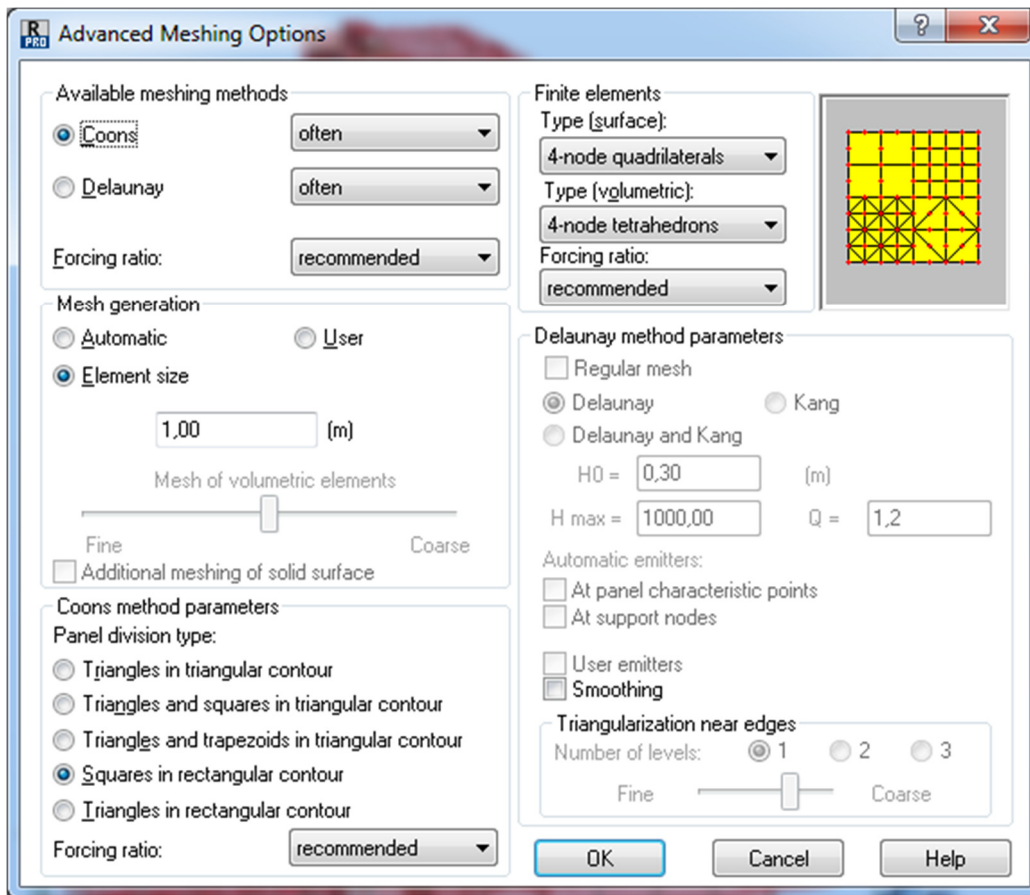 R
PRO
Advanced Meshing Options
?
Available meshing methods
Coons
often
Delaunay
often
Forcing ratio:
recommended
Mesh generation
Automatic
User
Element size
1,00
(m)
Mesh of volumetric elements
Fine
Coarse
Additional meshing of solid surface
Coons method parameters
Panel division type:
Triangles in triangular contour
Triangles and squares in triangular contour
Triangles and trapezoids in triangular contour
Squares in rectangular contour
Triangles in rectangular contour
Forcing ratio:
recommended
Finite elements
Type (surface):
4-node quadrilaterals
Type (volumetric):
4-node tetrahedrons
Forcing ratio:
recommended
Delaunay method parameters
Regular mesh
Delaunay
Kang
Delaunay and Kang
H0 =
0,30
(m)
H max =
1000,00
Q =
1,2
Automatic emitters:
At panel characteristic points
At support nodes
User emitters
Smoothing
Triangularization near edges
Number of levels:
1
2
3
Fine
Coarse
OK
Cancel
Help